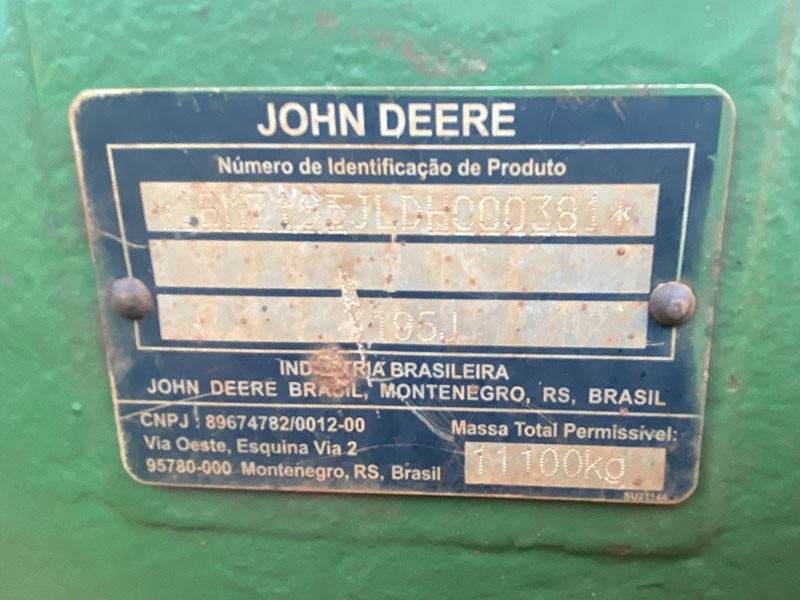 JOHN DEERE
Número de Identificação de Produto
*1BM7195JLDH000381*
7195J
INDÚSTRIA BRASILEIRA
JOHN DEERE BRASIL, MONTENEGRO, RS, BRASIL
CNPJ : 89674782/0012-00
Via Oeste, Esquina Via 2
95780-000 Montenegro, RS, Brasil
Massa Total Permissível:
11100kg